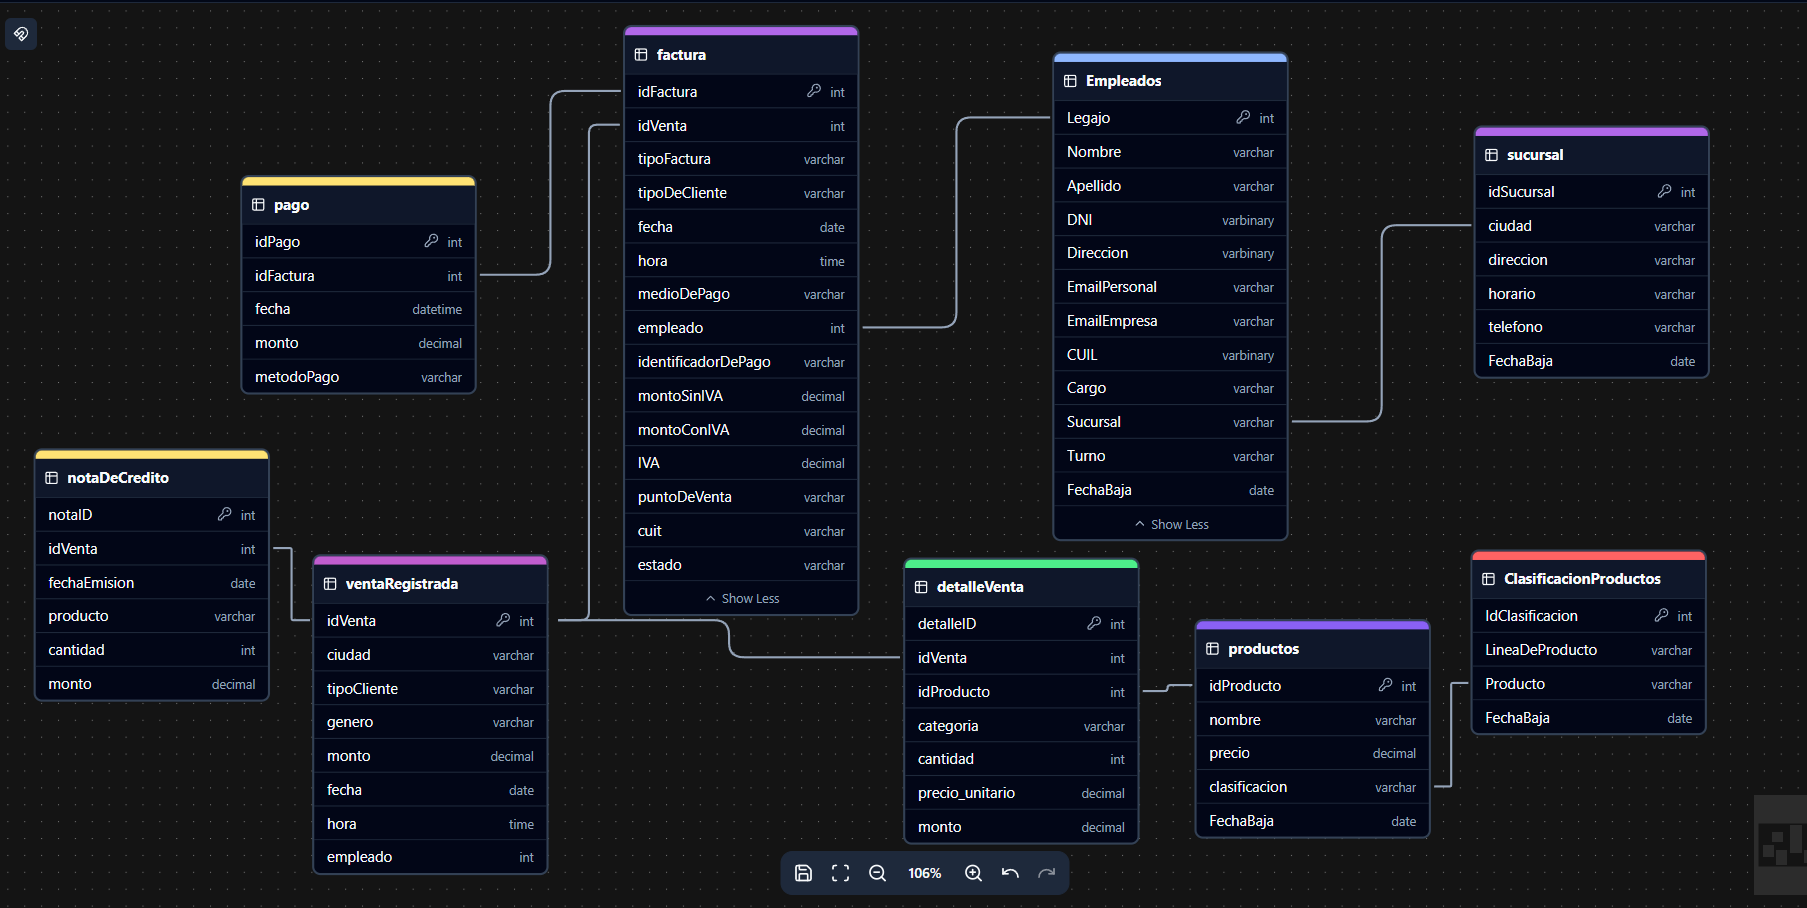 factura
idFactura int
idVenta int
tipoFactura varchar
tipoDeCliente varchar
fecha date
hora time
medioDePago varchar
empleado int
identificadorDePago varchar
montoSinIVA decimal
montoConIVA decimal
IVA decimal
puntoDeVenta varchar
cuit varchar
estado varchar
Show Less
Empleados
Legajo int
Nombre varchar
Apellido varchar
DNI varbinary
Direccion varbinary
EmailPersonal varchar
EmailEmpresa varchar
CUIL varbinary
Cargo varchar
Sucursal varchar
Turno varchar
FechaBaja date
Show Less
sucursal
idSucursal int
ciudad varchar
direccion varchar
horario varchar
telefono varchar
FechaBaja date
pago
idPago int
idFactura int
fecha datetime
monto decimal
metodoPago varchar
notaDeCredito
notaID int
idVenta int
fechaEmision date
producto varchar
cantidad int
monto decimal
ventaRegistrada
idVenta int
ciudad varchar
tipoCliente varchar
genero varchar
monto decimal
fecha date
hora time
empleado int
detalleVenta
detalleID int
idVenta int
idProducto int
categoria varchar
cantidad int
precio_unitario decimal
monto decimal
productos
idProducto int
nombre varchar
precio decimal
clasificacion varchar
FechaBaja date
ClasificacionProductos
IdClasificacion int
LineaDeProducto varchar
Producto varchar
FechaBaja date
106%